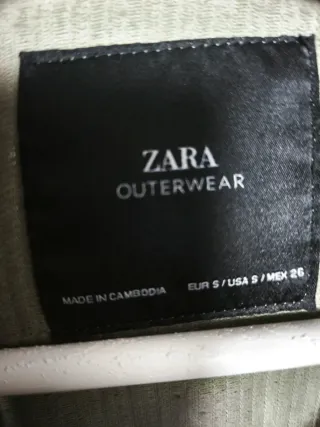 ZARA
OUTERWEAR
MADE IN CAMBODIA EUR S / USA S / MEX 26